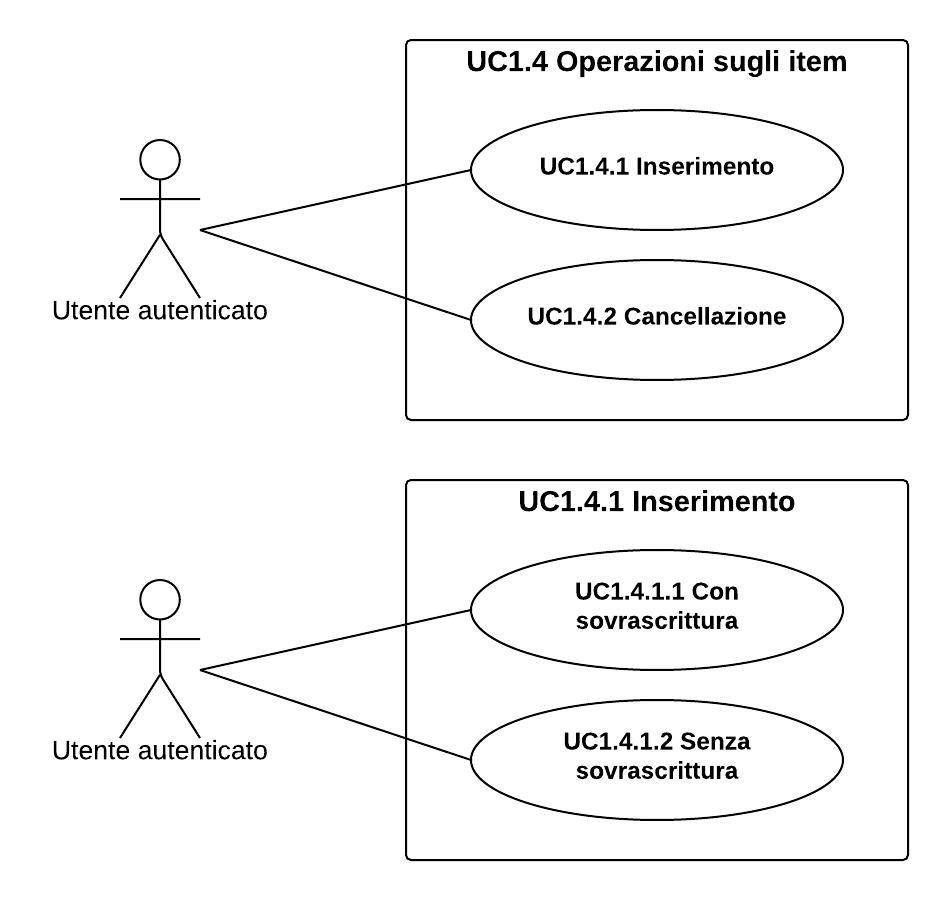 UC1.4 Operazioni sugli item
UC1.4.1 Inserimento
UC1.4.2 Cancellazione
Utente autenticato
UC1.4.1 Inserimento
UC1.4.1.1 Con
sovrascrittura
UC1.4.1.2 Senza
sovrascrittura
Utente autenticato